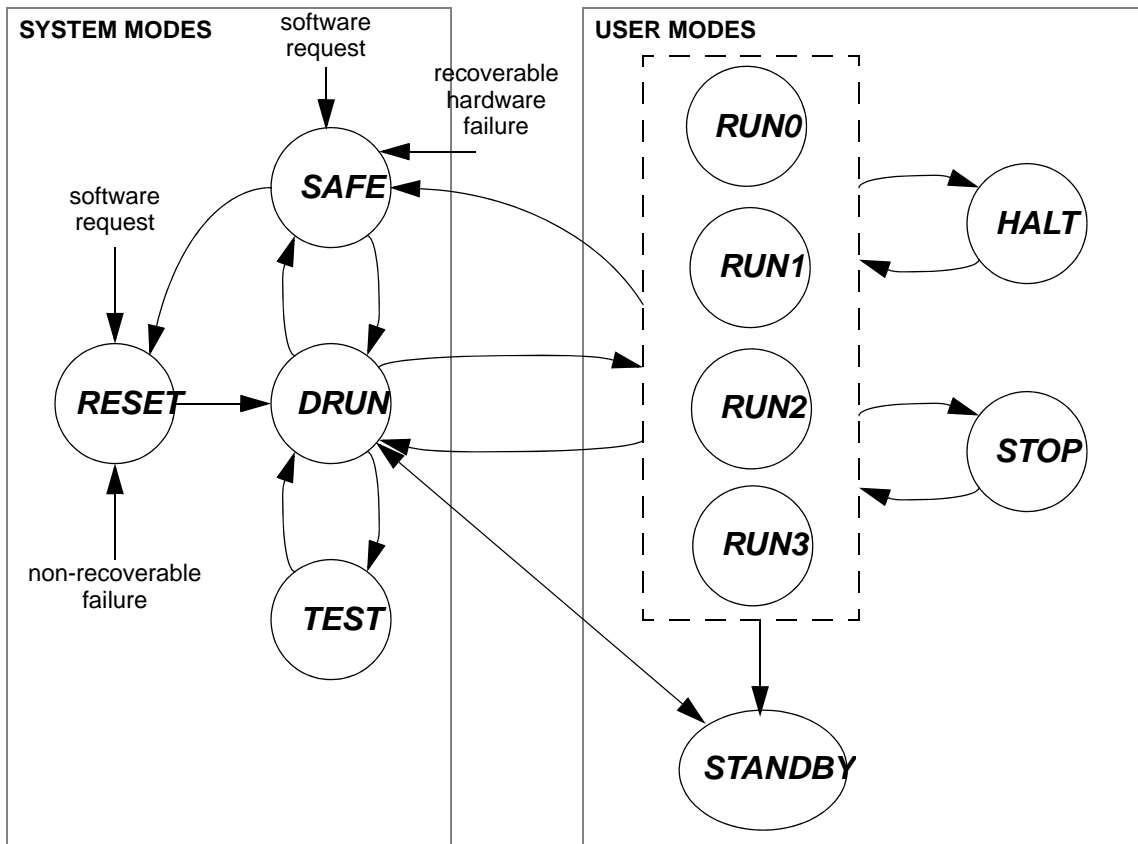 SYSTEM MODES
software
request
recoverable
hardware
failure
SAFE
software
request
RESET
DRUN
non-recoverable
failure
TEST
USER MODES
RUN0
HALT
RUN1
RUN2
STOP
RUN3
STANDBY